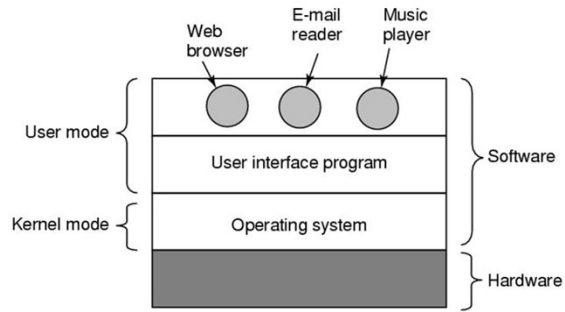 Web
browser
E-mail
reader
Music
player
User mode
User interface program
Software
Kernel mode
Operating system
Hardware